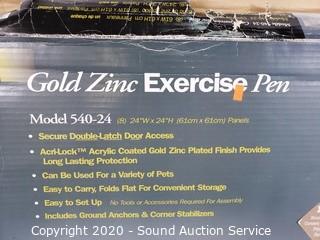 Gold Zinc Exercise Pen
Model 540-24 (8) 24"W x 24"H (61cm x 61cm) Panels
• Secure Double-Latch Door Access
• Acri-Lock™ Acrylic Coated Gold Zinc Plated Finish Provides
Long Lasting Protection
• Can Be Used For a Variety of Pets
• Easy to Carry, Folds Flat For Convenient Storage
• Easy to Set Up No Tools or Accessories Required For Assembly
• Includes Ground Anchors & Corner Stabilizers
Copyright 2020 - Sound Auction Service